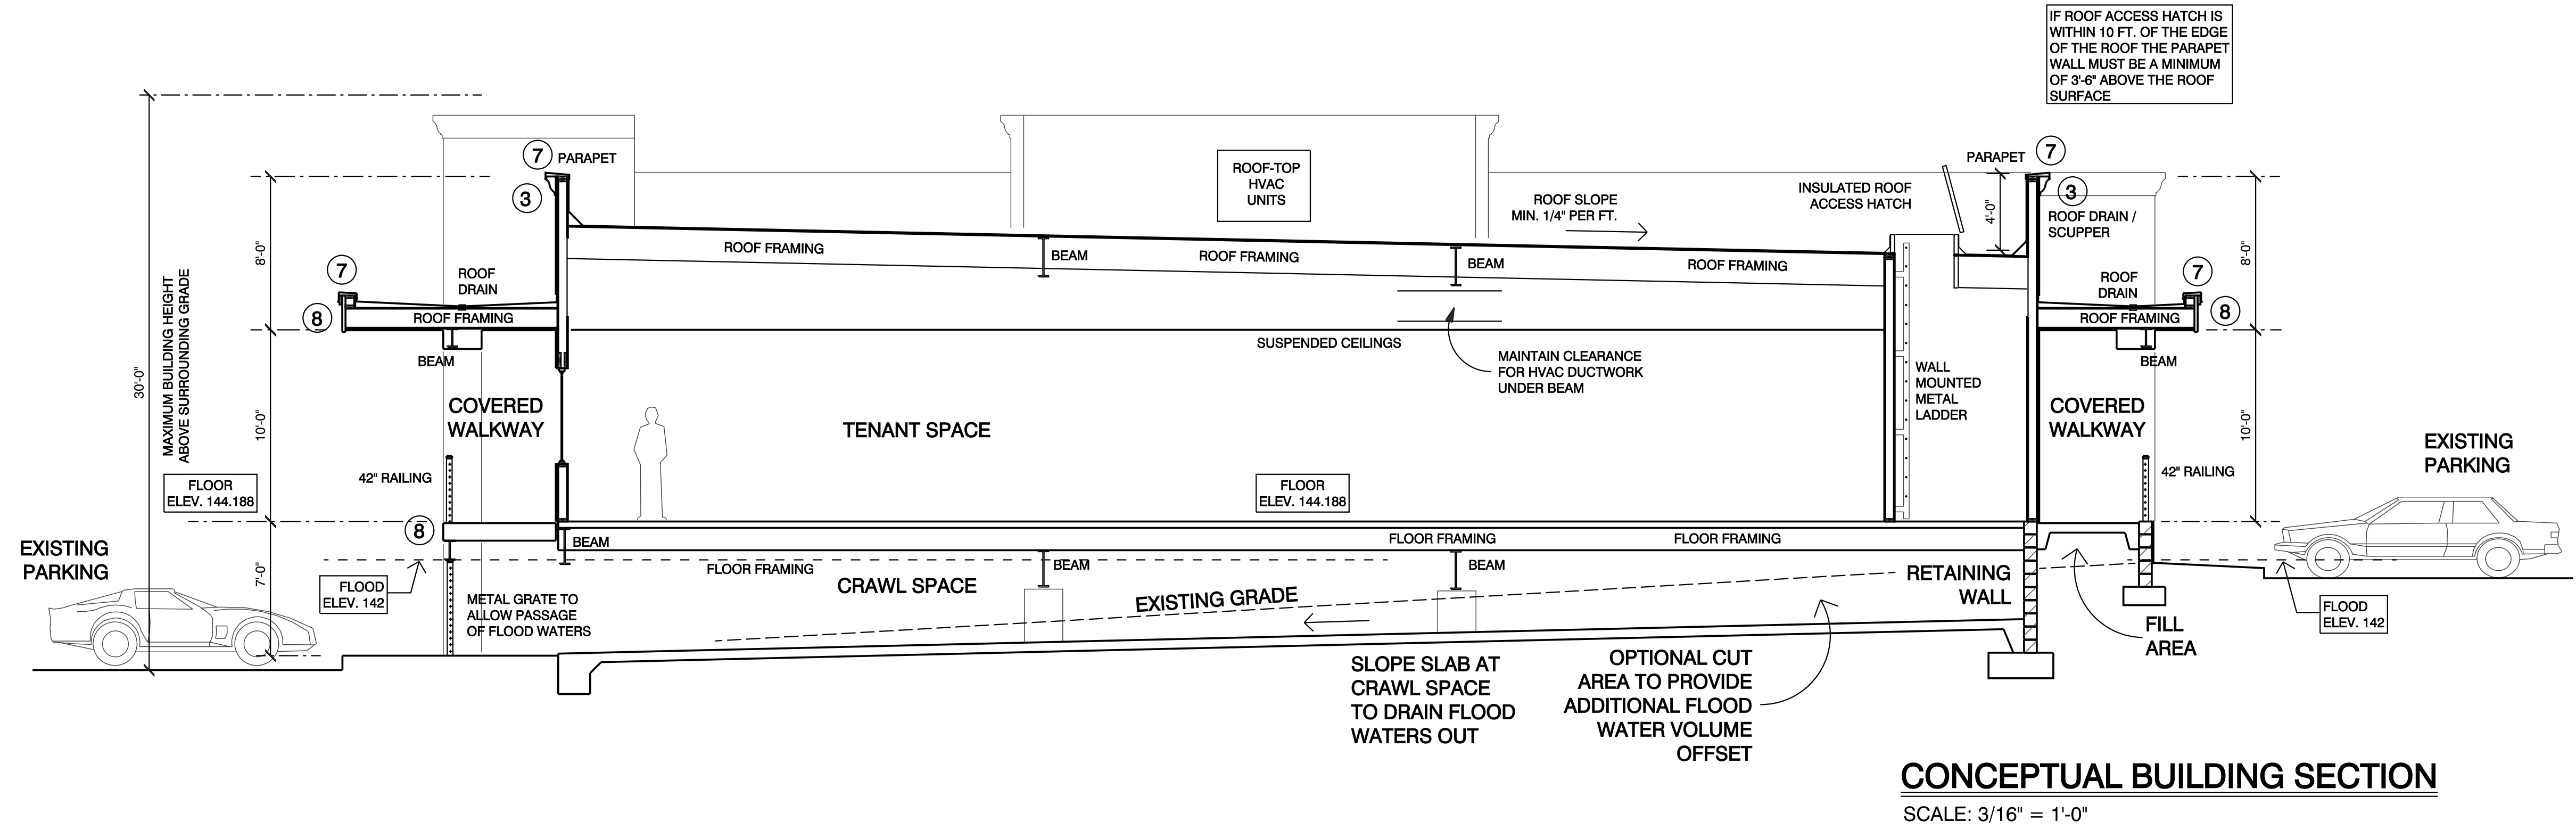 IF ROOF ACCESS HATCH IS
WITHIN 10 FT. OF THE EDGE
OF THE ROOF THE PARAPET
WALL MUST BE A MINIMUM
OF 3'-6" ABOVE THE ROOF
SURFACE
7
PARAPET
3
ROOF-TOP
HVAC
UNITS
ROOF SLOPE
MIN. 1/4" PER FT.
INSULATED ROOF
ACCESS HATCH
PARAPET
7
4'-0"
3
ROOF DRAIN /
SCUPPER
30'-0"
MAXIMUM BUILDING HEIGHT
ABOVE SURROUNDING GRADE
8'-0"
7
ROOF
DRAIN
8
ROOF FRAMING
BEAM
ROOF FRAMING
BEAM
ROOF FRAMING
BEAM
ROOF FRAMING
8'-0"
ROOF
DRAIN
7
8
ROOF FRAMING
BEAM
SUSPENDED CEILINGS
MAINTAIN CLEARANCE
FOR HVAC DUCTWORK
UNDER BEAM
WALL
MOUNTED
METAL
LADDER
10'-0"
COVERED
WALKWAY
TENANT SPACE
COVERED
WALKWAY
10'-0"
EXISTING
PARKING
42" RAILING
FLOOR
ELEV. 144.188
FLOOR
ELEV. 144.188
42" RAILING
8
EXISTING
PARKING
7'-0"
FLOOD
ELEV. 142
BEAM
FLOOR FRAMING
BEAM
FLOOR FRAMING
BEAM
FLOOR FRAMING
METAL GRATE TO
ALLOW PASSAGE
OF FLOOD WATERS
CRAWL SPACE
EXISTING GRADE
RETAINING
WALL
FLOOD
ELEV. 142
FILL
AREA
SLOPE SLAB AT
CRAWL SPACE
TO DRAIN FLOOD
WATERS OUT
OPTIONAL CUT
AREA TO PROVIDE
ADDITIONAL FLOOD
WATER VOLUME
OFFSET
CONCEPTUAL BUILDING SECTION
SCALE: 3/16" = 1'-0"